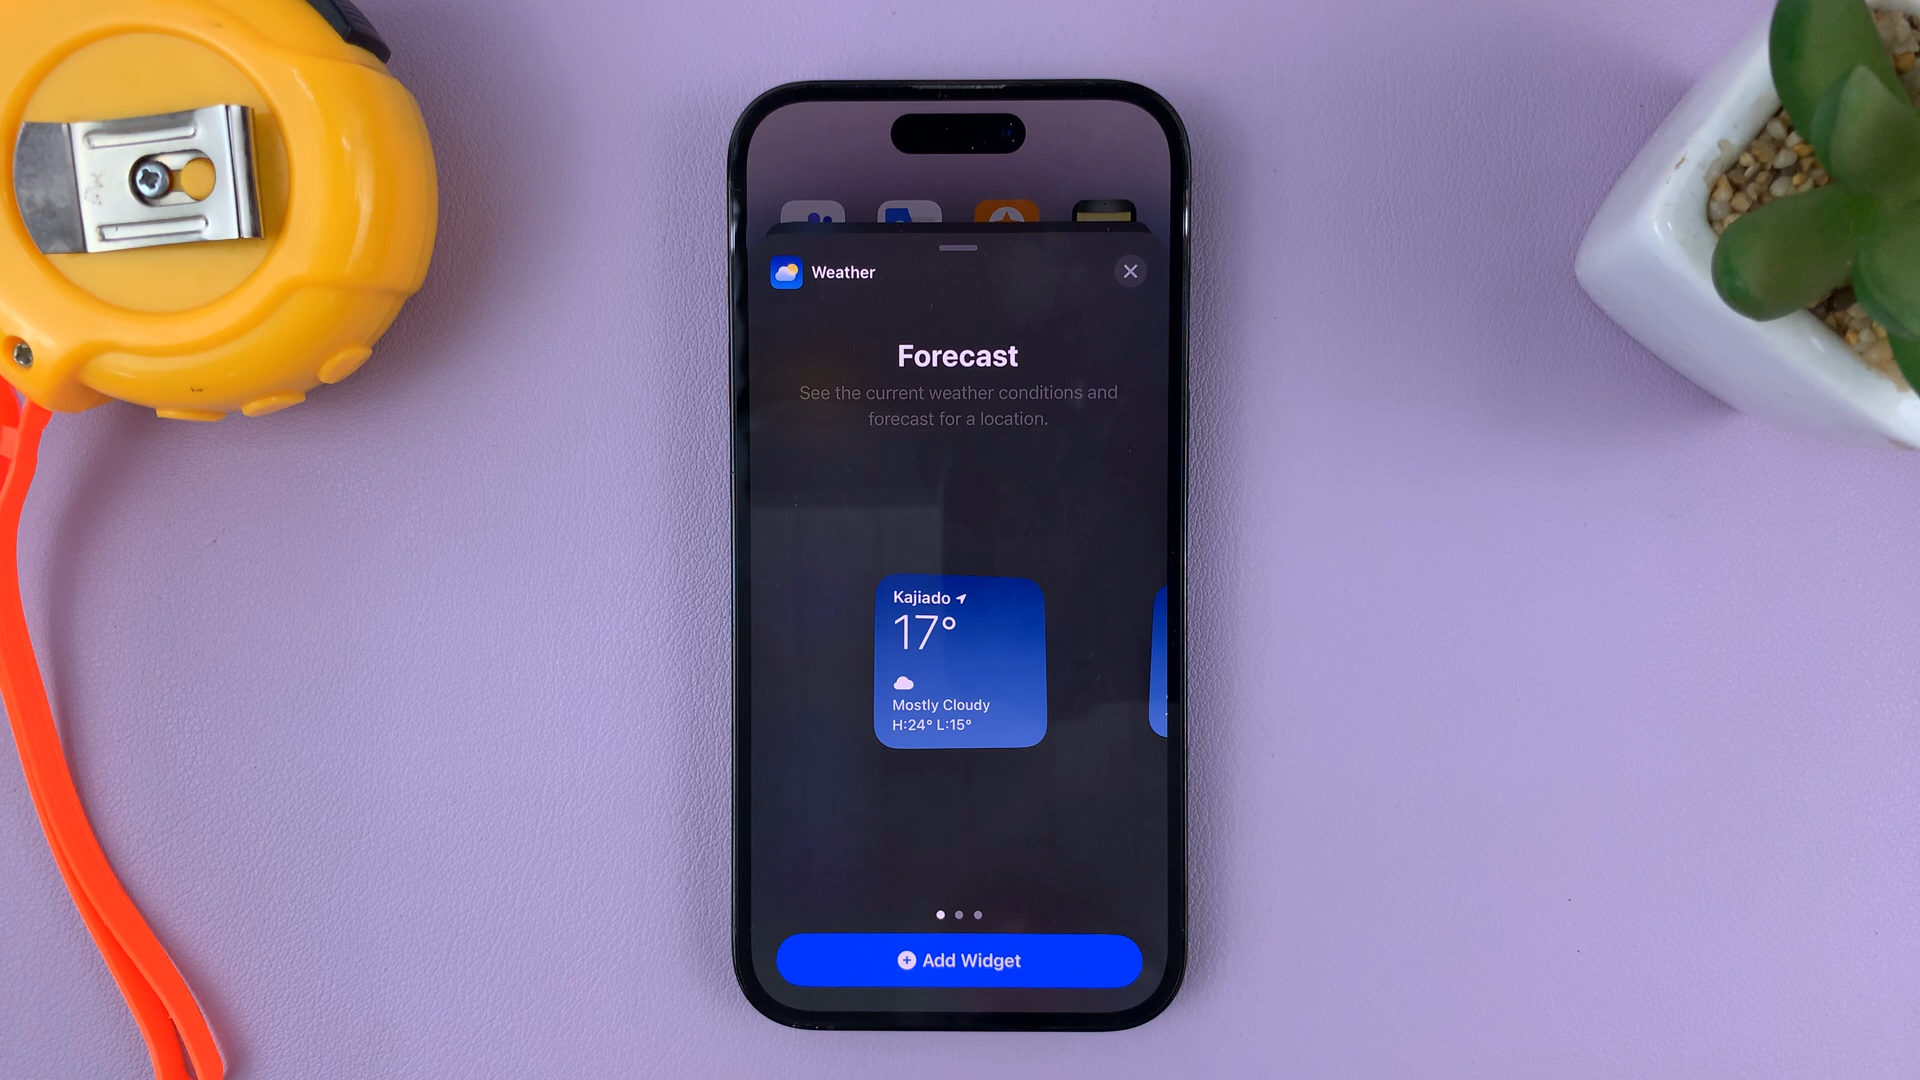 Weather
Forecast
See the current weather conditions and
forecast for a location.
Kajiado
17°
Mostly Cloudy
H:24° L:15°
Add Widget